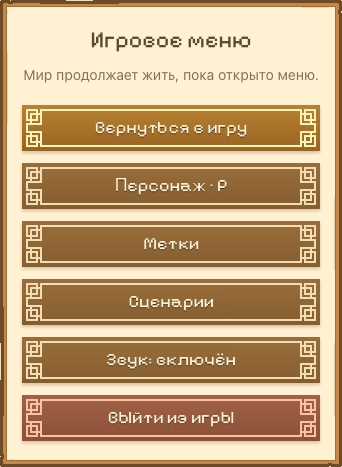 Игровое меню
Мир продолжает жить, пока открыто меню.
Вернуться в игру
Персонаж · P
Метки
Сценарии
Звук: включён
Выйти из игры